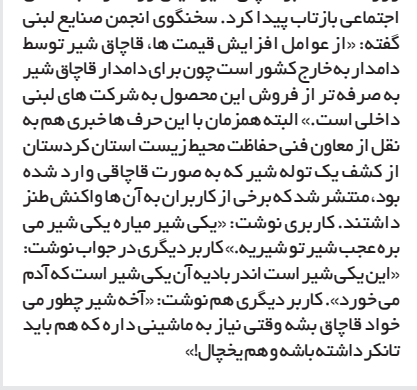 اجتماعی بازتاب پیدا کرد. سخنگوی انجمن صنایع لبنی
گفته: «از عوامل افزایش قیمت ها، قاچاق شیر توسط
دامدار به‌خارج کشور است چون برای دامدار قاچاق شیر
به صرفه تر از فروش این محصول به شرکت های لبنی
داخلی است.» البته همزمان با این حرف ها خبری هم به
نقل از معاون فنی حفاظت محیط زیست استان کردستان
از کشف یک توله شیر که به صورت قاچاقی وارد شده
بود، منتشر شد که برخی از کاربران به آن ها واکنش طنز
داشتند. کاربری نوشت: «یکی شیر میاره یکی شیر می
بره عجب شیر تو شیریه.» کاربر دیگری در جواب نوشت:
«این یکی شیر است اندر بادیه آن یکی شیر است که آدم
می خورد». کاربر دیگری هم نوشت: «آخه شیر چطور می
خواد قاچاق بشه وقتی نیاز به ماشینی داره که هم باید
تانکر داشته باشه و هم یخچال!»